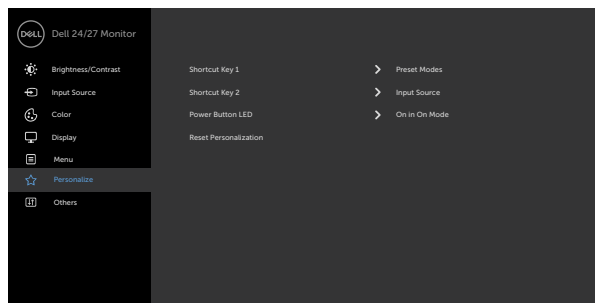 DELL Dell 24/27 Monitor
Brightness/Contrast Shortcut Key 1 Preset Modes
Input Source Shortcut Key 2 Input Source
Color Power Button LED On in On Mode
Display Reset Personalization
Menu
Personalize
Others